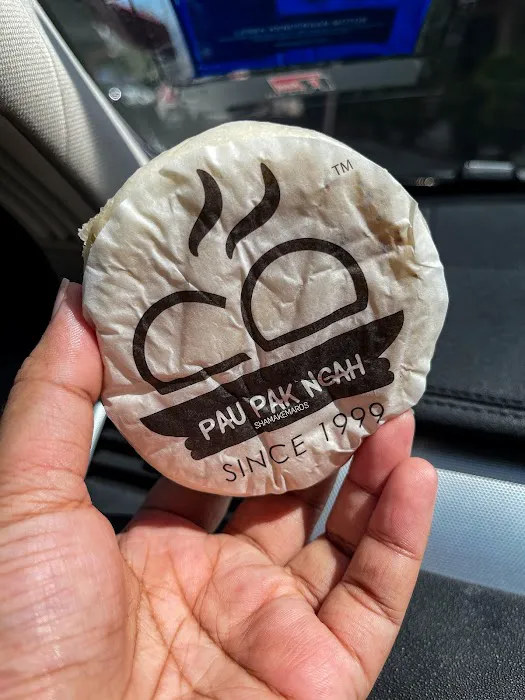 TM
PAU PAK NGAH
SHAMAKEMAROS
SINCE 1999